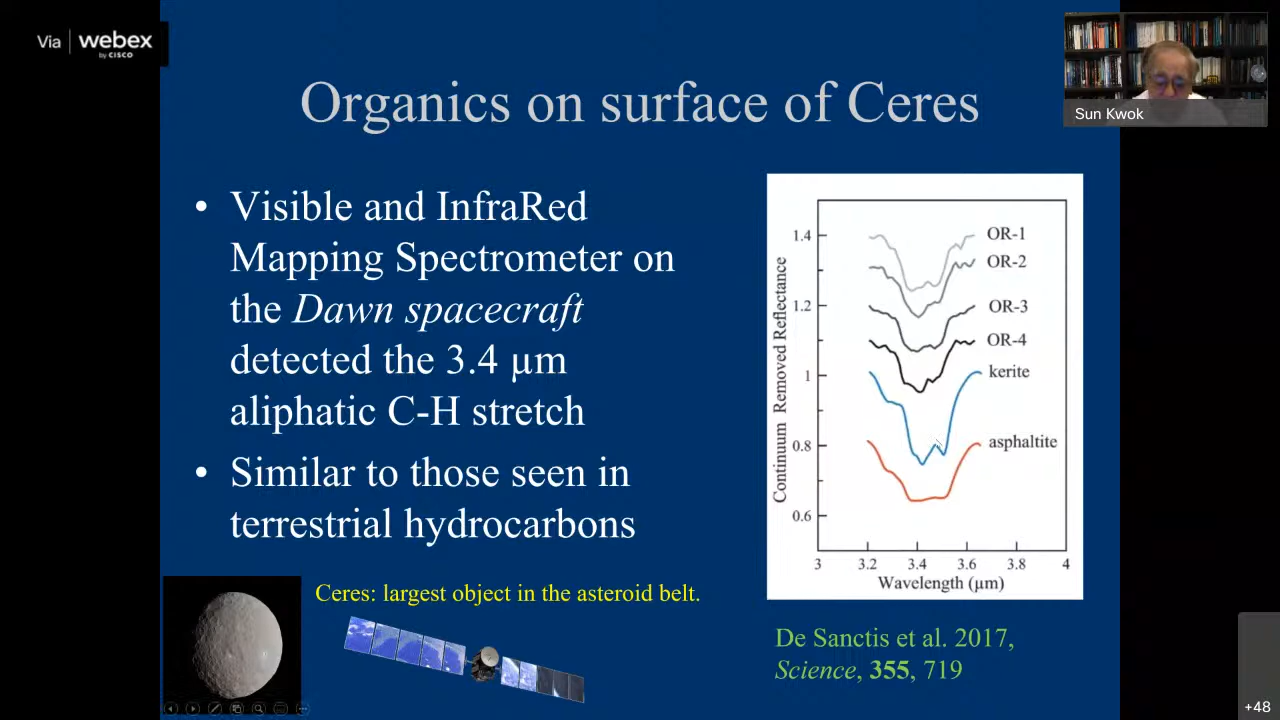 Via webex
by CISCO
Sun Kwok
Organics on surface of Ceres
• Visible and InfraRed
Mapping Spectrometer on
the Dawn spacecraft
detected the 3.4 µm
aliphatic C-H stretch
• Similar to those seen in
terrestrial hydrocarbons
Ceres: largest object in the asteroid belt.
Continuum Removed Reflectance
1.4
1.2
1
0.8
0.6
OR-1
OR-2
OR-3
OR-4
kerite
asphaltite
3 3.2 3.4 3.6 3.8 4
Wavelength (µm)
De Sanctis et al. 2017,
Science, 355, 719
+48